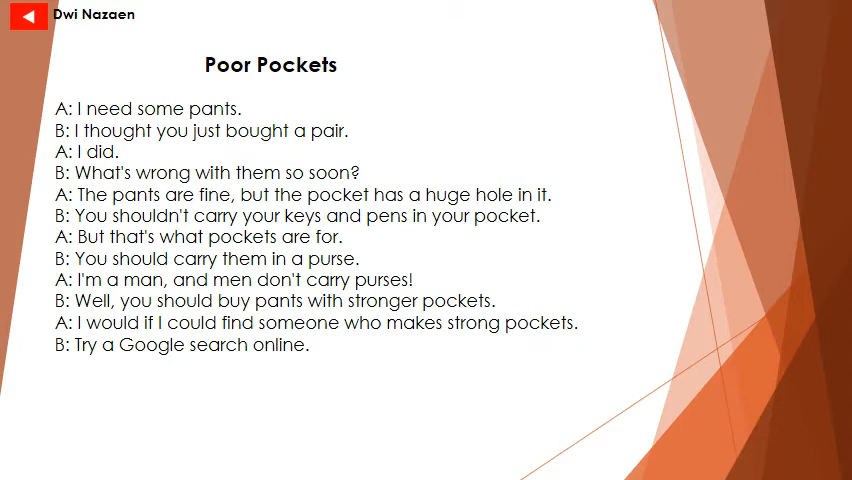 Dwi Nazaen
Poor Pockets
A: I need some pants.
B: I thought you just bought a pair.
A: I did.
B: What's wrong with them so soon?
A: The pants are fine, but the pocket has a huge hole in it.
B: You shouldn't carry your keys and pens in your pocket.
A: But that's what pockets are for.
B: You should carry them in a purse.
A: I'm a man, and men don't carry purses!
B: Well, you should buy pants with stronger pockets.
A: I would if I could find someone who makes strong pockets.
B: Try a Google search online.